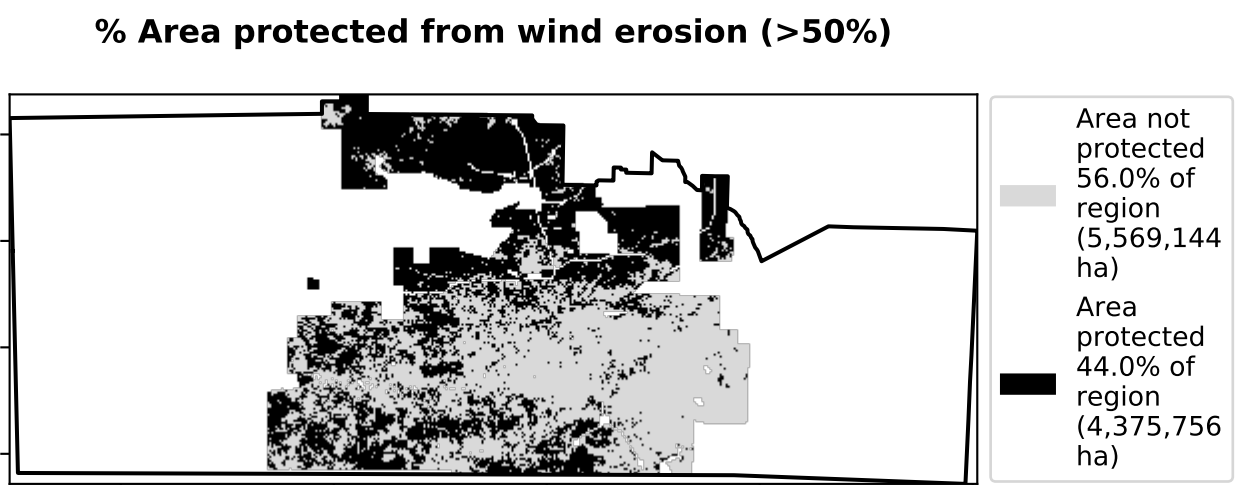 % Area protected from wind erosion (>50%)
Area not
protected
56.0% of
region
(5,569,144
ha)
Area
protected
44.0% of
region
(4,375,756
ha)